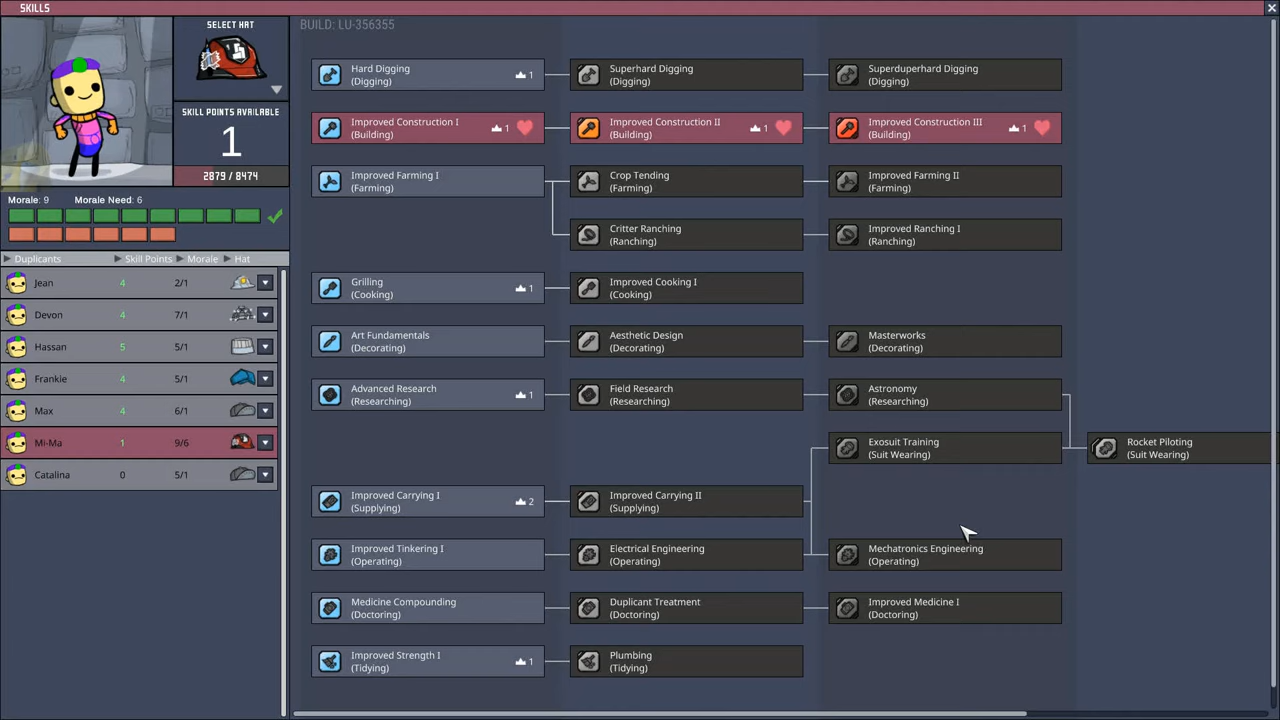 SKILLS
BUILD: LU-356355
SELECT HAT
SKILL POINTS AVAILABLE
1
2879 / 8474
Morale: 9 Morale Need: 6
Duplicants Skill Points Morale Hat
Jean 4 2/1
Devon 4 7/1
Hassan 5 5/1
Frankie 4 5/1
Max 4 6/1
Mi-Ma 1 9/6
Catalina 0 5/1
Hard Digging
(Digging)
1
Superhard Digging
(Digging)
Superduperhard Digging
(Digging)
Improved Construction I
(Building)
1
Improved Construction II
(Building)
1
Improved Construction III
(Building)
1
Improved Farming I
(Farming)
Crop Tending
(Farming)
Improved Farming II
(Farming)
Critter Ranching
(Ranching)
Improved Ranching I
(Ranching)
Grilling
(Cooking)
1
Improved Cooking I
(Cooking)
Art Fundamentals
(Decorating)
Aesthetic Design
(Decorating)
Masterworks
(Decorating)
Advanced Research
(Researching)
1
Field Research
(Researching)
Astronomy
(Researching)
Exosuit Training
(Suit Wearing)
Rocket Piloting
(Suit Wearing)
Improved Carrying I
(Supplying)
2
Improved Carrying II
(Supplying)
Improved Tinkering I
(Operating)
Electrical Engineering
(Operating)
Mechatronics Engineering
(Operating)
Medicine Compounding
(Doctoring)
Duplicant Treatment
(Doctoring)
Improved Medicine I
(Doctoring)
Improved Strength I
(Tidying)
1
Plumbing
(Tidying)